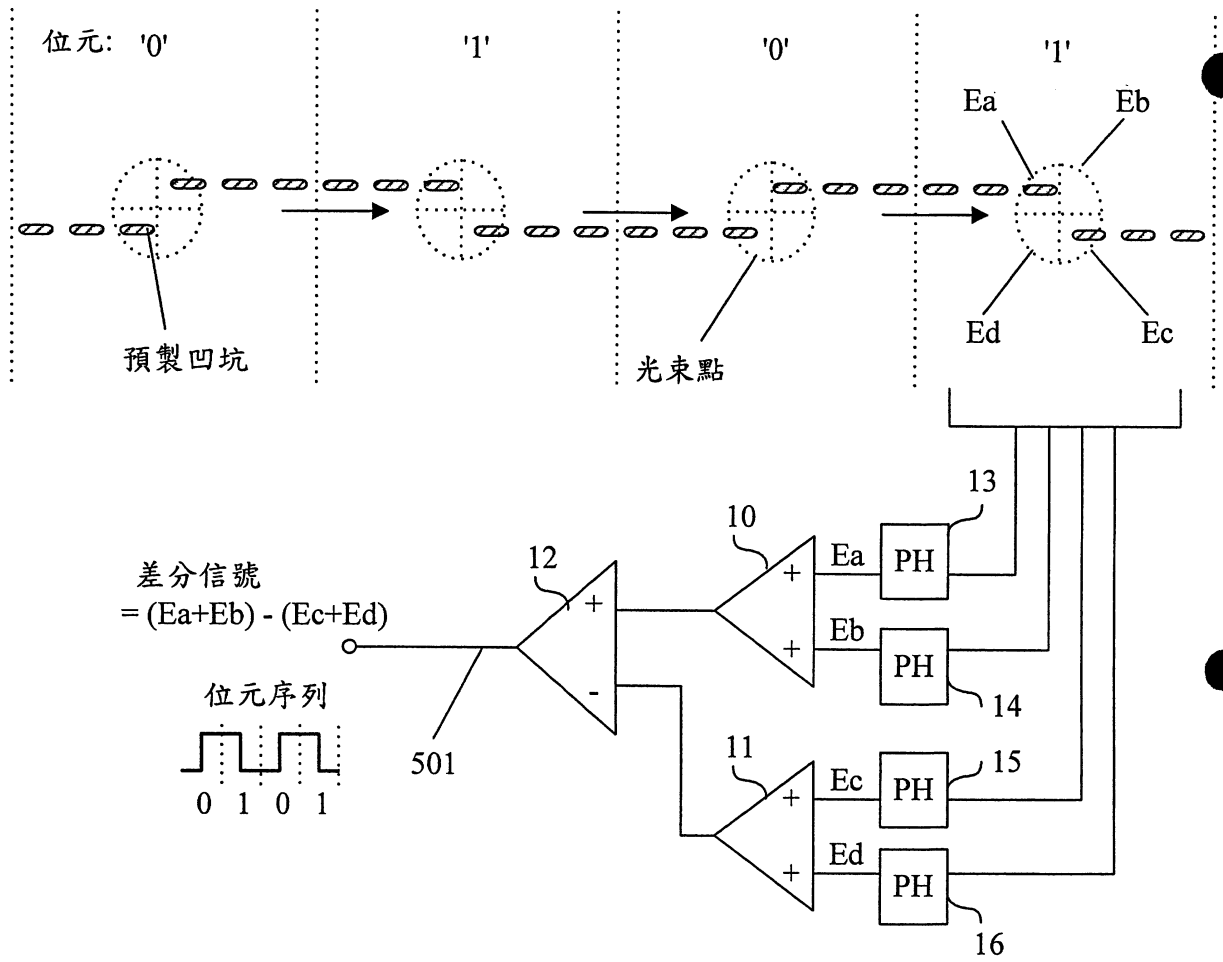 位元: '0' '1' '0' '1'
Ea Eb
Ed Ec
預製凹坑
光束點
13
10
PH
Ea
12
差分信號
= (Ea+Eb) - (Ec+Ed)
+
+
Eb
+
PH
-
14
位元序列
501
11
15
Ec
PH
+
0 1 0 1
Ed
+
PH
16